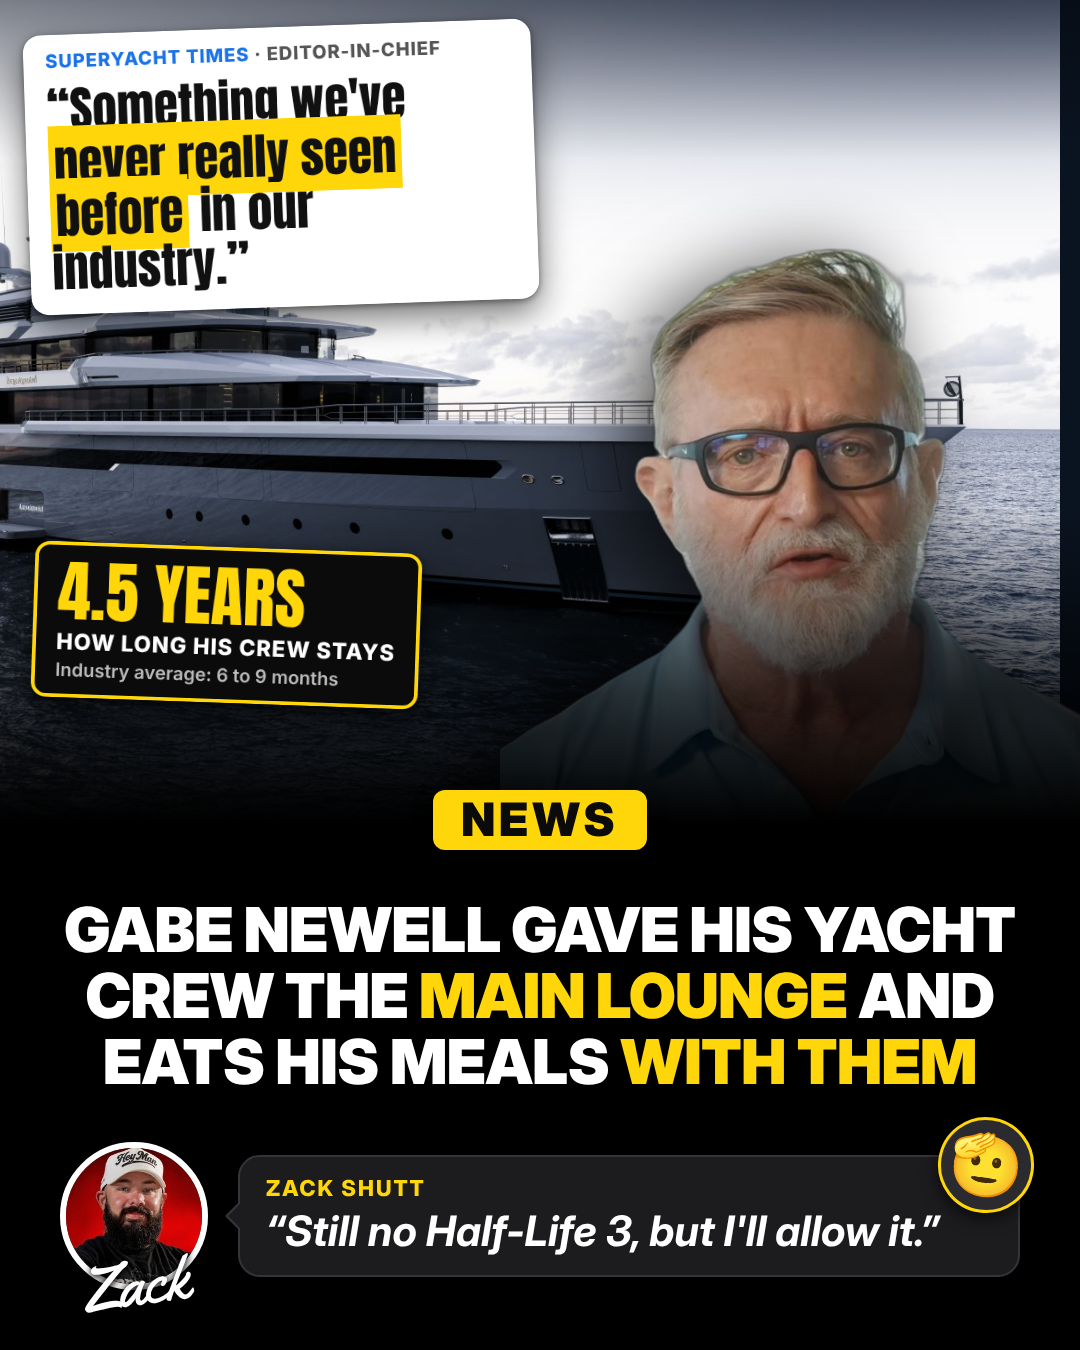 SUPERYACHT TIMES · EDITOR-IN-CHIEF
“Something we've
never really seen
before in our
industry.”
4.5 YEARS
HOW LONG HIS CREW STAYS
Industry average: 6 to 9 months
NEWS
GABE NEWELL GAVE HIS YACHT
CREW THE MAIN LOUNGE AND
EATS HIS MEALS WITH THEM
Hey Man
ZACK SHUTT
“Still no Half-Life 3, but I'll allow it.”
Zack